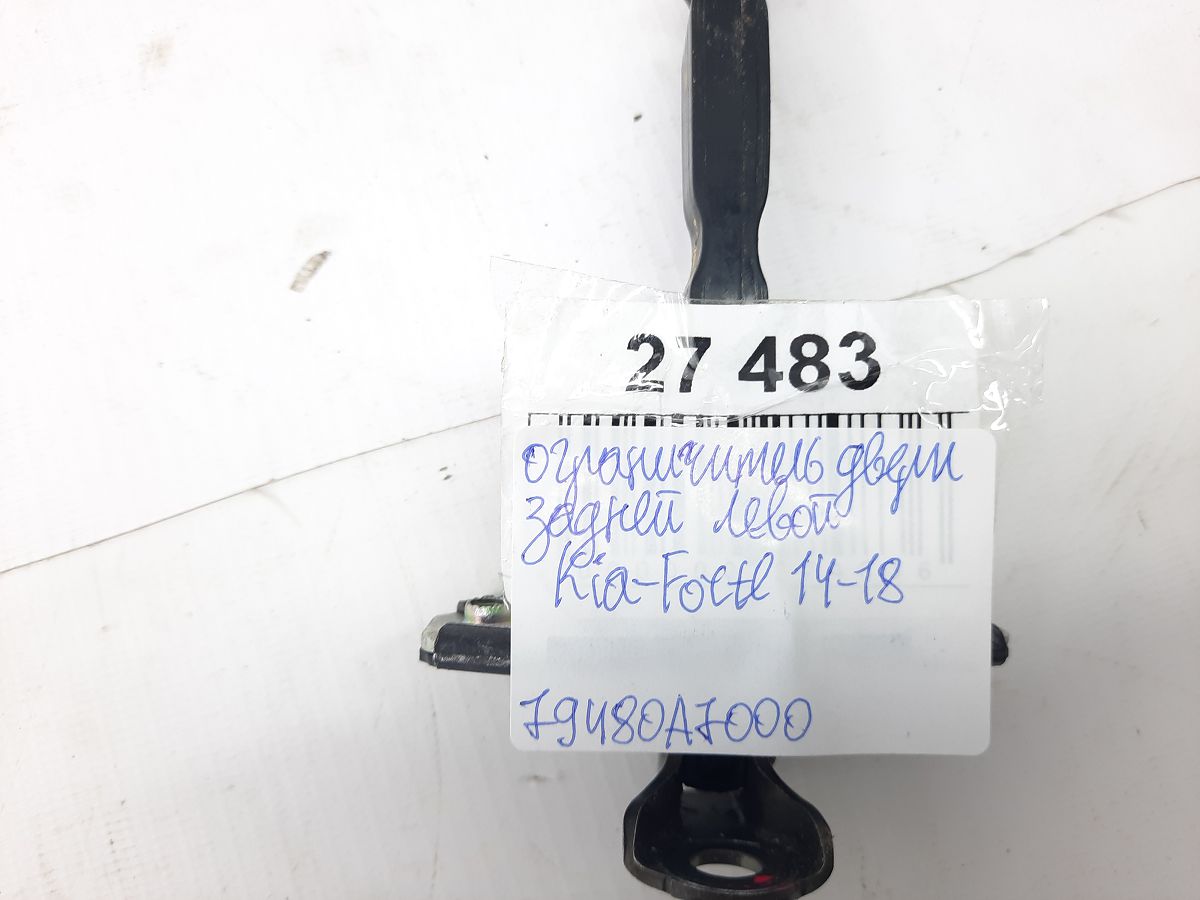 27 483
ограничитель двери
задней левой
Kia-Forte 14-18
79480A7000